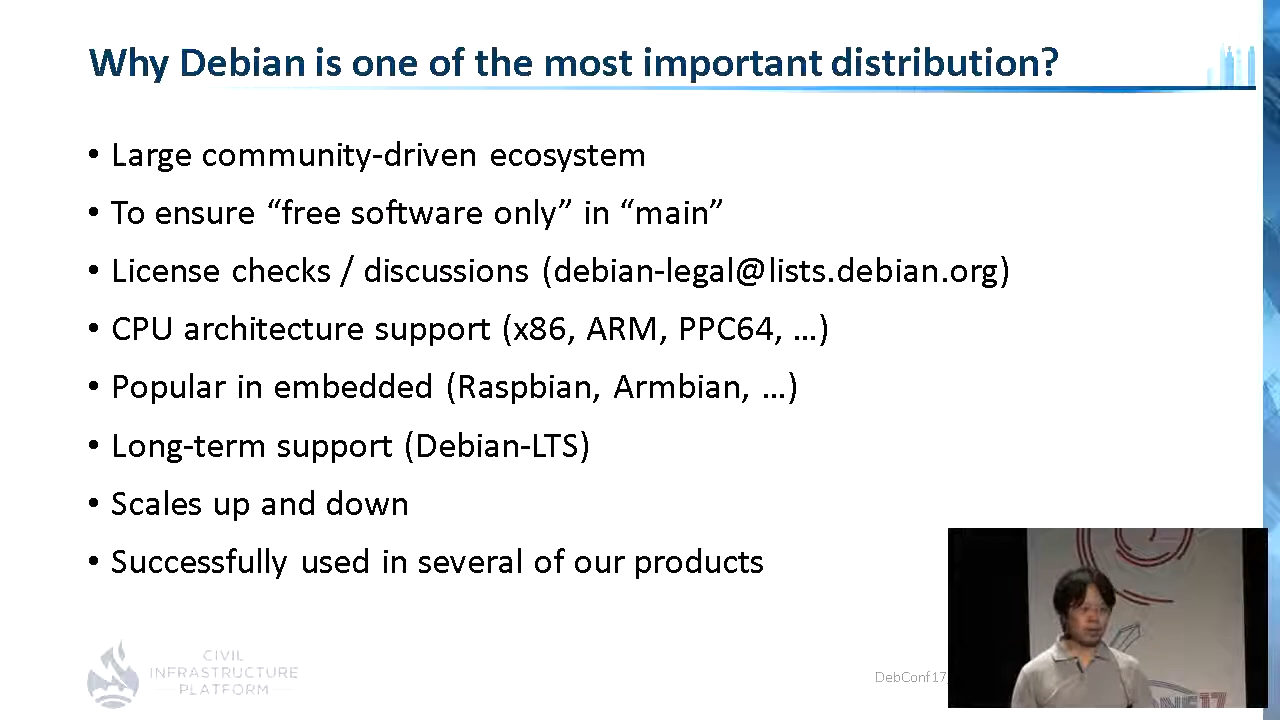 Why Debian is one of the most important distribution?
• Large community-driven ecosystem
• To ensure “free software only” in “main”
• License checks / discussions (debian-legal@lists.debian.org)
• CPU architecture support (x86, ARM, PPC64, …)
• Popular in embedded (Raspbian, Armbian, …)
• Long-term support (Debian-LTS)
• Scales up and down
• Successfully used in several of our products
CIVIL
INFRASTRUCTURE
PLATFORM
DebConf17